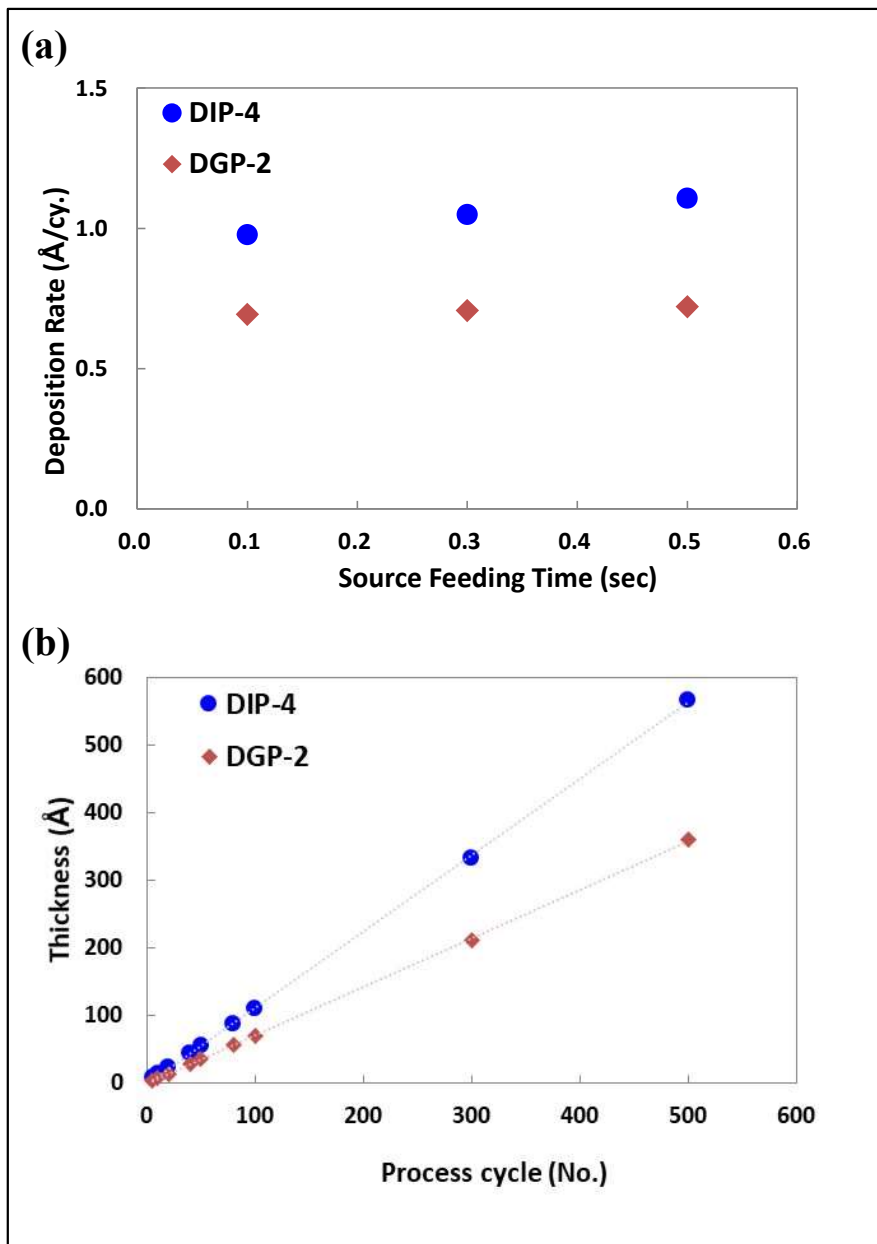 (a)
1.5
1.0
0.5
0.0
Deposition Rate (Å/cy.)
DIP-4
DGP-2
0.0 0.1 0.2 0.3 0.4 0.5 0.6
Source Feeding Time (sec)
(b)
600
500
400
300
200
100
0
Thickness (Å)
DIP-4
DGP-2
0 100 200 300 400 500 600
Process cycle (No.)